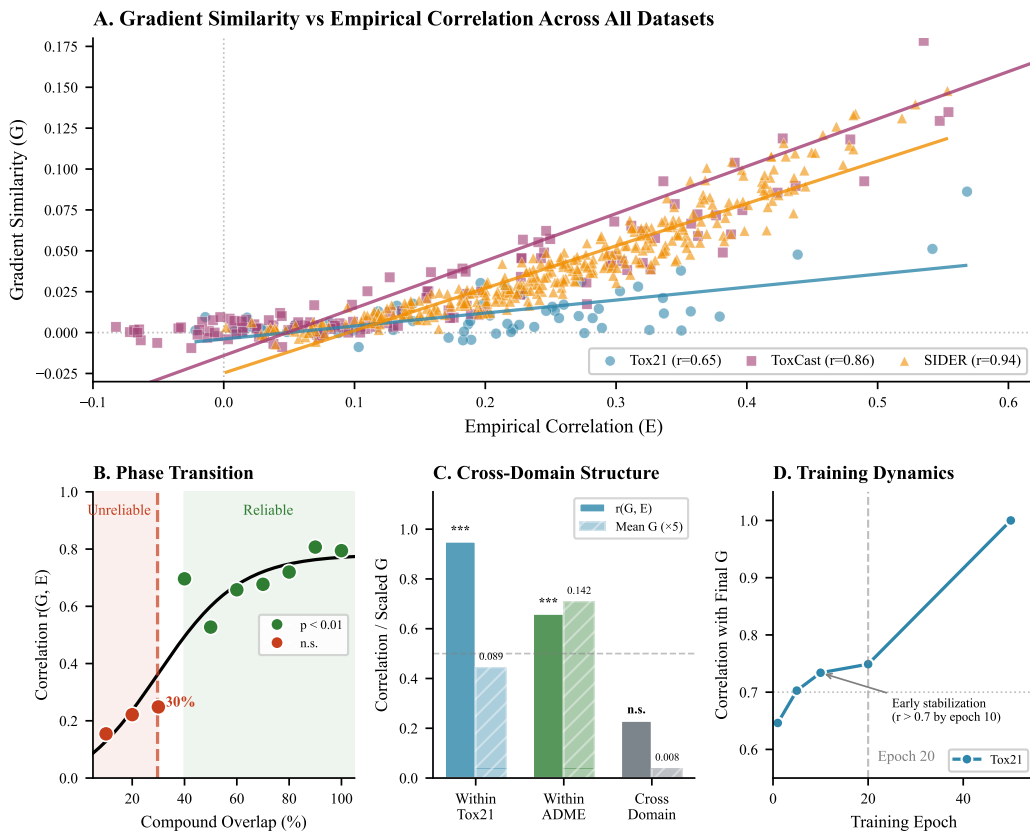 A. Gradient Similarity vs Empirical Correlation Across All Datasets
Gradient Similarity (G)
0.175
0.150
0.125
0.100
0.075
0.050
0.025
0.000
−0.025
Tox21 (r=0.65)
ToxCast (r=0.86)
SIDER (r=0.94)
−0.1
0.0
0.1
0.2
0.3
0.4
0.5
0.6
Empirical Correlation (E)
B. Phase Transition
Correlation r(G, E)
1.0
0.8
0.6
0.4
0.2
0.0
Unreliable
Reliable
p < 0.01
n.s.
30%
20
40
60
80
100
Compound Overlap (%)
C. Cross-Domain Structure
Correlation / Scaled G
1.0
0.8
0.6
0.4
0.2
0.0
r(G, E)
Mean G (×5)
***
0.089
***
0.142
n.s.
0.008
Within
Tox21
Within
ADME
Cross
Domain
D. Training Dynamics
Correlation with Final G
1.0
0.9
0.8
0.7
0.6
Early stabilization
(r > 0.7 by epoch 10)
Epoch 20
Tox21
0
20
40
Training Epoch